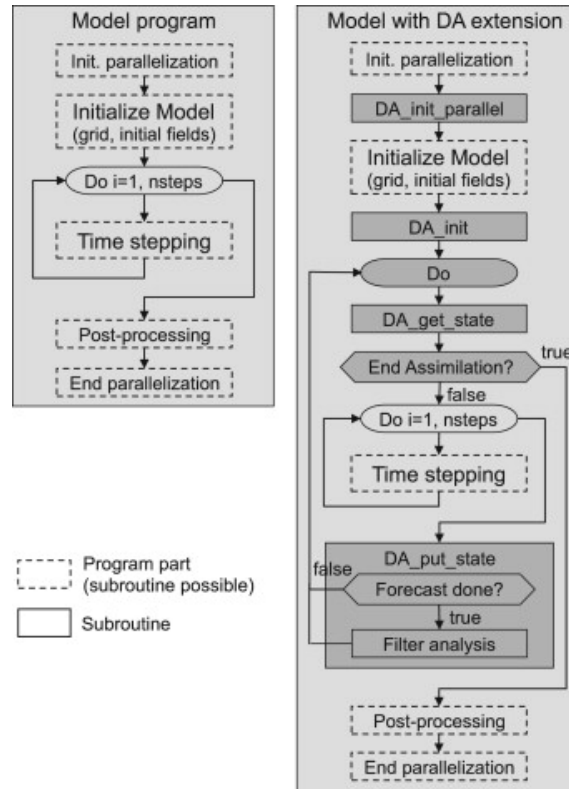 Model program
Init. parallelization
Initialize Model
(grid, initial fields)
Do i=1, nsteps
Time stepping
Post-processing
End parallelization
Program part
(subroutine possible)
Subroutine
Model with DA extension
Init. parallelization
DA_init_parallel
Initialize Model
(grid, initial fields)
DA_init
Do
DA_get_state
End Assimilation?
true
false
Do i=1, nsteps
Time stepping
DA_put_state
false
Forecast done?
true
Filter analysis
Post-processing
End parallelization